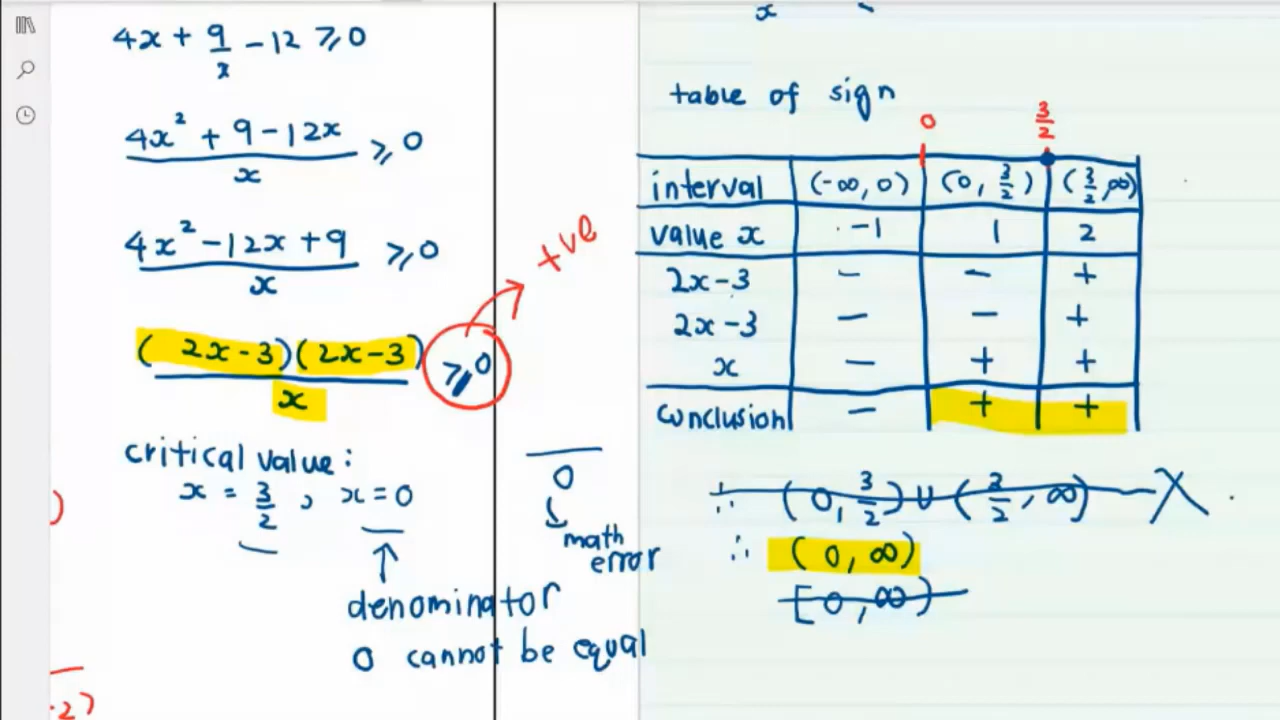 4x + 9/x - 12 ⩾ 0
4x² + 9 - 12x / x ⩾ 0
4x² - 12x + 9 / x ⩾ 0
+ve
(2x - 3)(2x - 3) / x ⩾ 0
critical value:
x = 3/2 , x = 0
0
math
error
denominator
0 cannot be equal
x
table of sign
0 3/2
interval (-∞, 0) (0, 3/2) (3/2, ∞)
value x -1 1 2
2x - 3 - - +
2x - 3 - - +
x - + +
conclusion - + +
∴ (0, 3/2) ∪ (3/2, ∞) X
∴ (0, ∞)
[0, ∞)
)
-2)